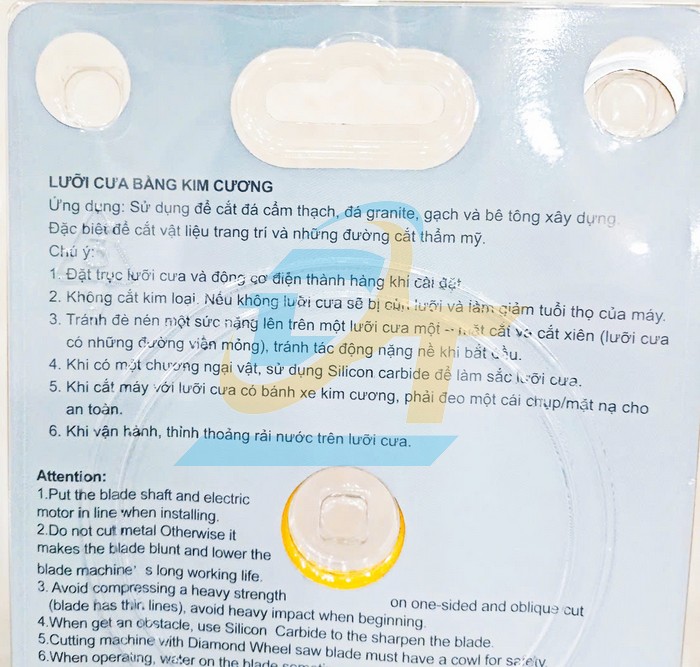 LƯỠI CƯA BẰNG KIM CƯƠNG
Ứng dụng: Sử dụng để cắt đá cẩm thạch, đá granite, gạch và bê tông xây dựng.
Đặc biệt để cắt vật liệu trang trí và những đường cắt thẩm mỹ.
Chú ý:
1. Đặt trục lưỡi cưa và động cơ điện thành hàng khi cài đặt
2. Không cắt kim loại. Nếu không lưỡi cưa sẽ bị cùn lưỡi và làm giảm tuổi thọ của máy.
3. Tránh đè nén một sức nặng lên trên một lưỡi cưa một – mặt cắt và cắt xiên (lưỡi cưa
có những đường viền mỏng), tránh tác động nặng nề khi bắt đầu.
4. Khi có một chướng ngại vật, sử dụng Silicon carbide để làm sắc lưỡi cưa.
5. Khi cắt máy với lưỡi cưa có bánh xe kim cương, phải đeo một cái chụp/mặt nạ cho
an toàn.
6. Khi vận hành, thỉnh thoảng rải nước trên lưỡi cưa.
Attention:
1.Put the blade shaft and electric
motor in line when installing.
2.Do not cut metal Otherwise it
makes the blade blunt and lower the
blade machine's long working life.
3. Avoid compressing a heavy strength on one-sided and oblique cut
(blade has thin lines), avoid heavy impact when beginning.
4.When get an obstacle, use Silicon Carbide to the sharpen the blade.
5.Cutting machine with Diamond Wheel saw blade must have a cowl for safety.
6.When operating, water on the blade